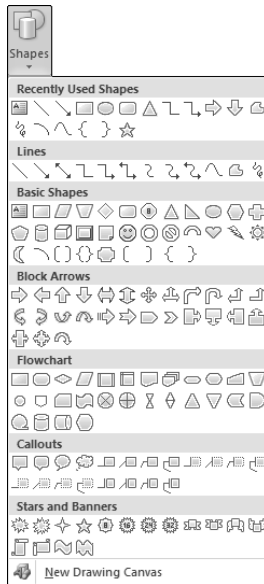 Shapes
Recently Used Shapes
Lines
Basic Shapes
Block Arrows
Flowchart
Callouts
Stars and Banners
New Drawing Canvas